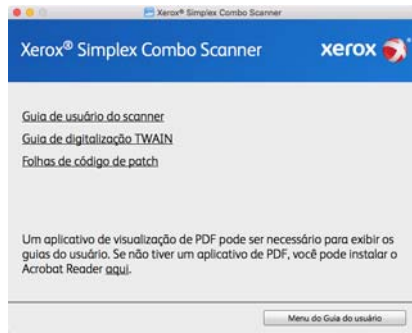 Xerox® Simplex Combo Scanner
Xerox® Simplex Combo Scanner
xerox
Guia de usuário do scanner
Guia de digitalização TWAIN
Folhas de código de patch
Um aplicativo de visualização de PDF pode ser necessário para exibir os
guias do usuário. Se não tiver um aplicativo de PDF, você pode instalar o
Acrobat Reader aqui.
Menu do Guia do usuário